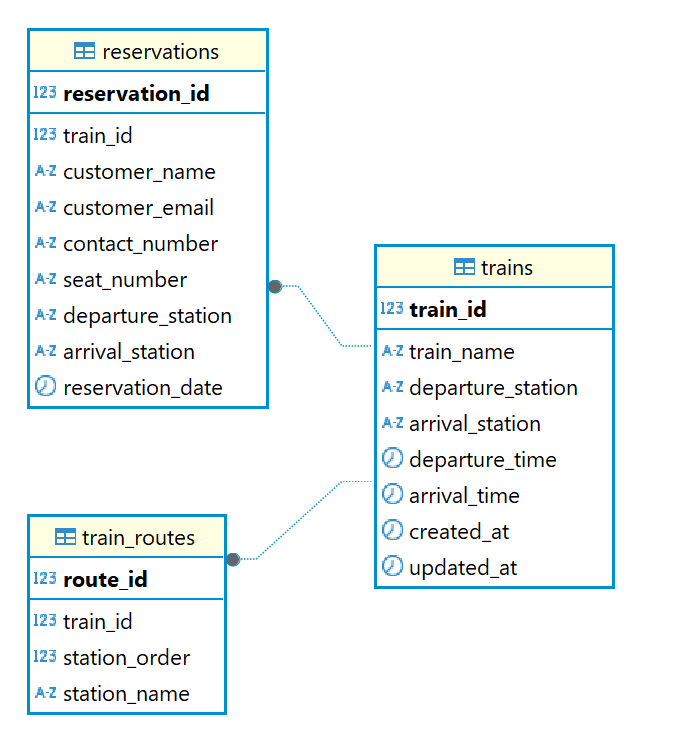 reservations
123 reservation_id
123 train_id
A-Z customer_name
A-Z customer_email
A-Z contact_number
A-Z seat_number
A-Z departure_station
A-Z arrival_station
reservation_date
trains
123 train_id
A-Z train_name
A-Z departure_station
A-Z arrival_station
departure_time
arrival_time
created_at
updated_at
train_routes
123 route_id
123 train_id
123 station_order
A-Z station_name